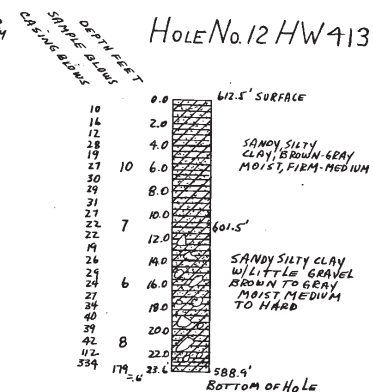 HOLE NO. 12 HW 413
CASING BLOWS
SAMPLE BLOWS
DEPTH FEET
0.0 612.5' SURFACE
10
16 2.0
12
28 4.0 SANDY, SILTY
19 CLAY, BROWN-GRAY
27 10 6.0 MOIST, FIRM-MEDIUM
30
29 8.0
31
27 10.0
22 7 601.5'
22 12.0
19
26 14.0 SANDY SILTY CLAY
29 W/LITTLE GRAVEL
24 6 16.0 BROWN TO GRAY
27 MOIST MEDIUM
34 18.0 TO HARD
40
39 20.0
42 8
112 22.0
334 179 23.6' 588.9'
=.6'
BOTTOM OF HOLE